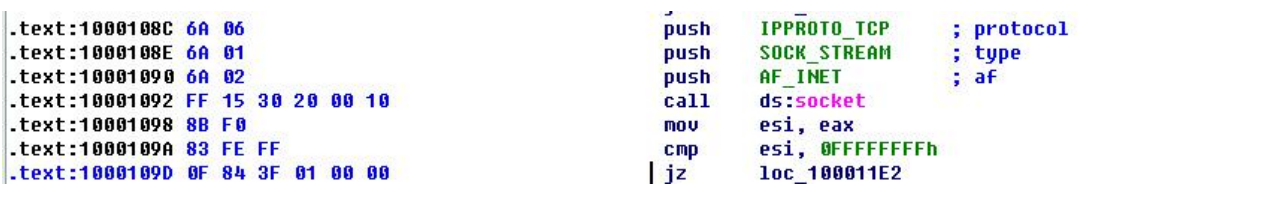 .text:1000108C 6A 06 push IPPROTO_TCP ; protocol
.text:1000108E 6A 01 push SOCK_STREAM ; type
.text:10001090 6A 02 push AF_INET ; af
.text:10001092 FF 15 30 20 00 10 call ds:socket
.text:10001098 8B F0 mov esi, eax
.text:1000109A 83 FE FF cmp esi, 0FFFFFFFFh
.text:1000109D 0F 84 3F 01 00 00 jz loc_100011E2